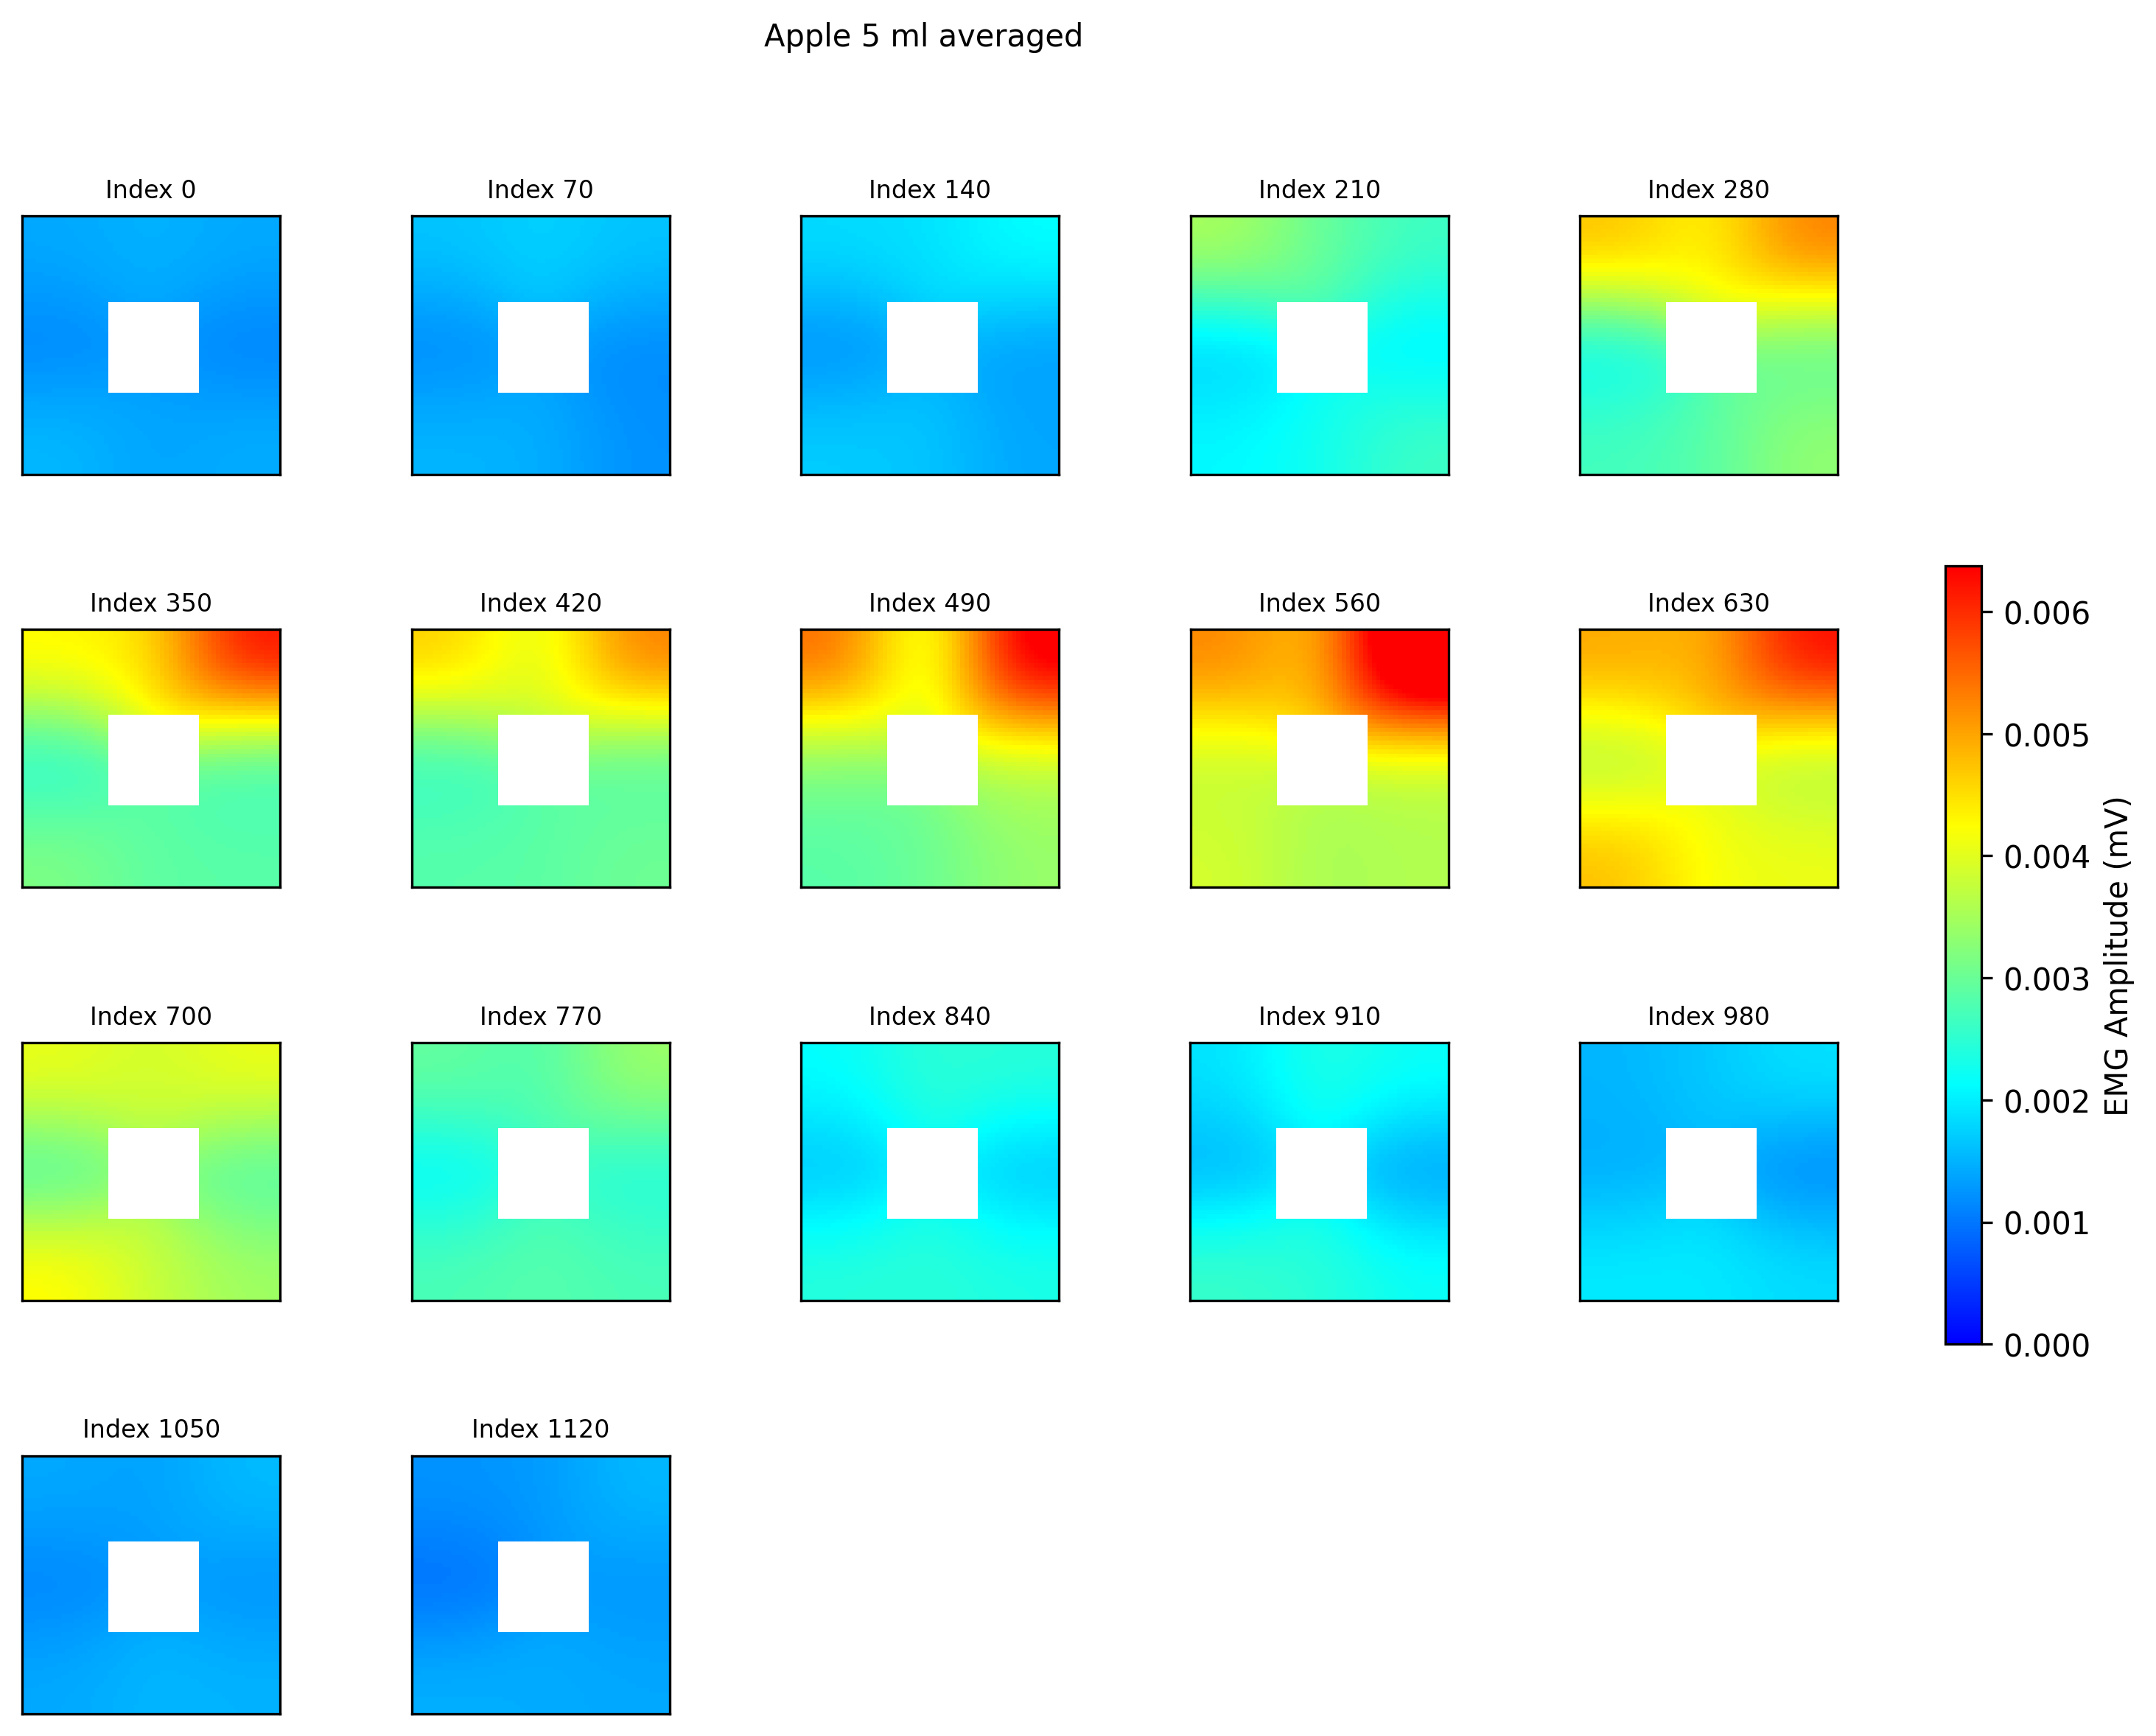 Apple 5 ml averaged
Index 0
Index 70
Index 140
Index 210
Index 280
Index 350
Index 420
Index 490
Index 560
Index 630
Index 700
Index 770
Index 840
Index 910
Index 980
Index 1050
Index 1120
0.006
0.005
0.004
0.003
0.002
0.001
0.000
EMG Amplitude (mV)